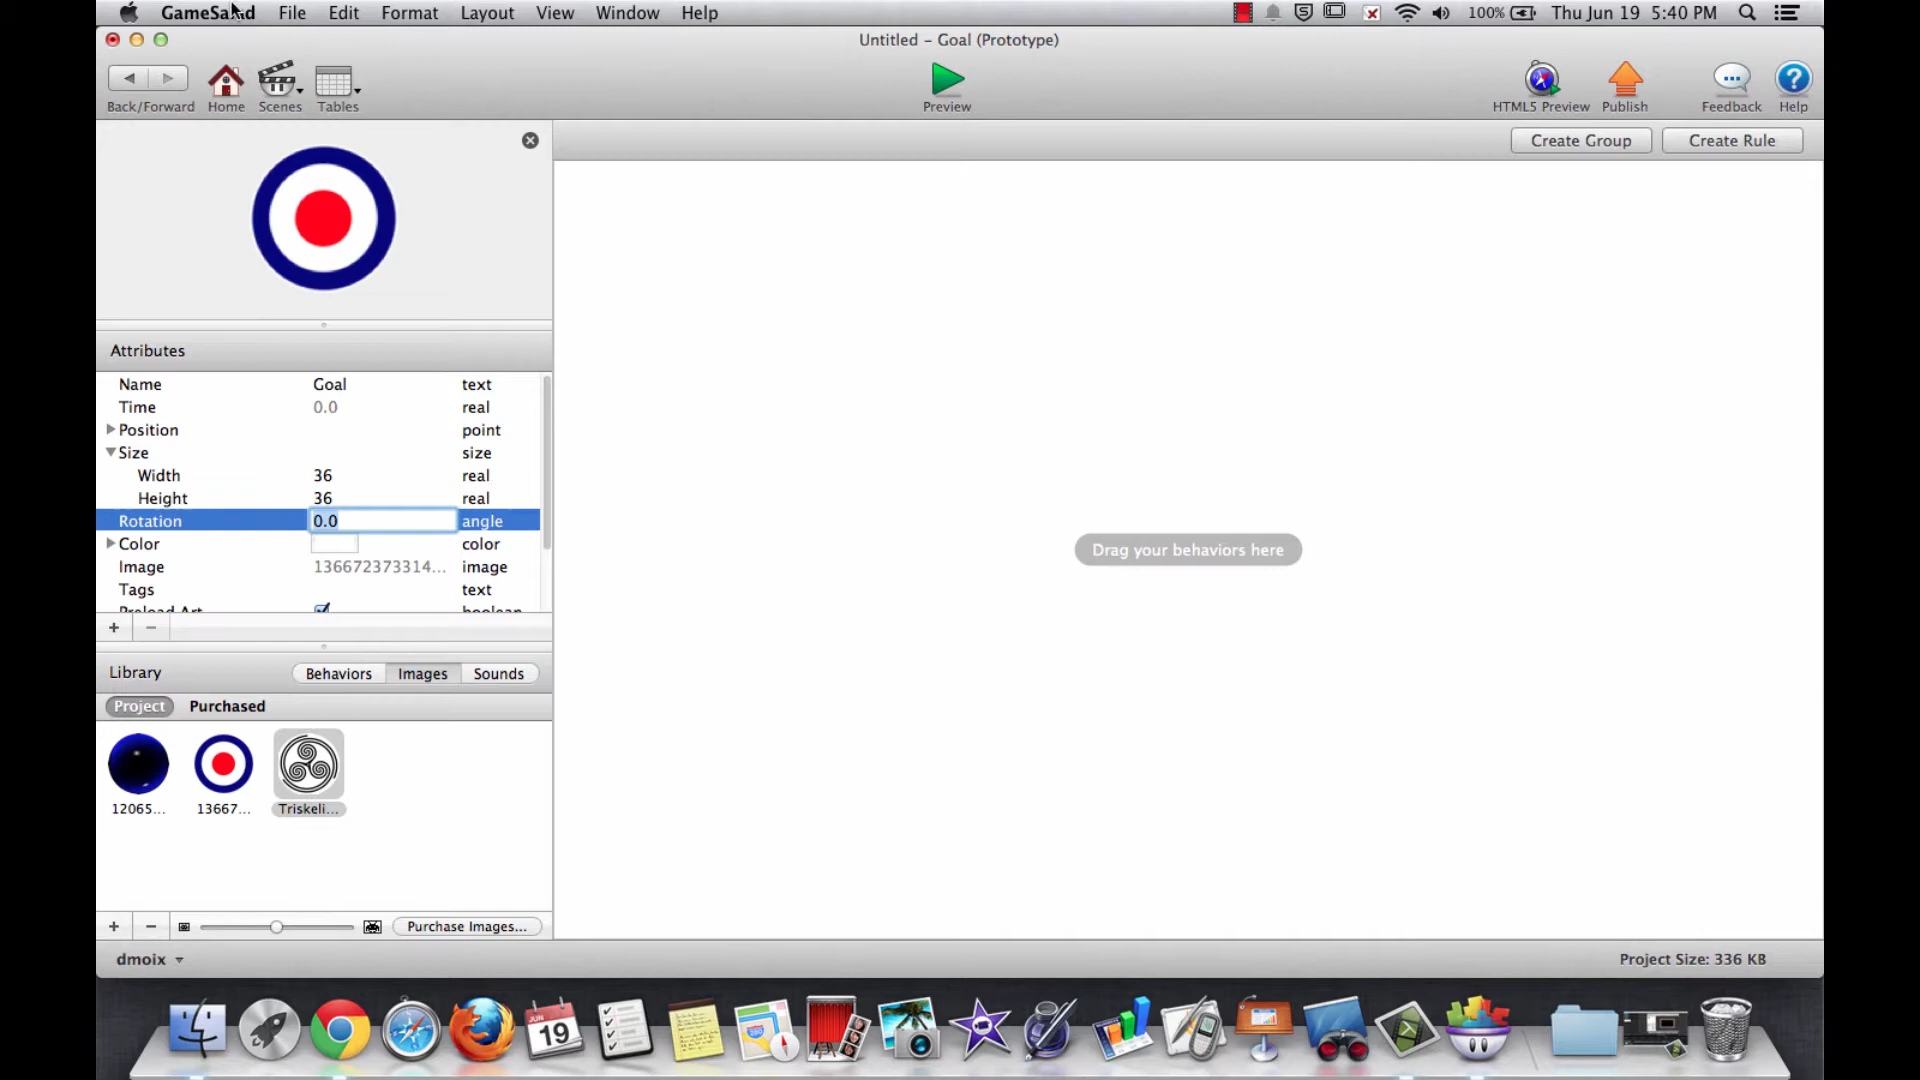 GameSalad File Edit Format Layout View Window Help 100% Thu Jun 19 5:40 PM
Untitled – Goal (Prototype)
Back/Forward Home Scenes Tables Preview HTML5 Preview Publish Feedback Help
Create Group Create Rule
Attributes
Name Goal text
Time 0.0 real
Position point
Size size
Width 36 real
Height 36 real
Rotation 0.0 angle
Color color
Image 136672373314... image
Tags text
Preload Art boolean
Drag your behaviors here
Library Behaviors Images Sounds
Project Purchased
12065... 13667... Triskeli...
Purchase Images...
dmoix Project Size: 336 KB
JUN
19